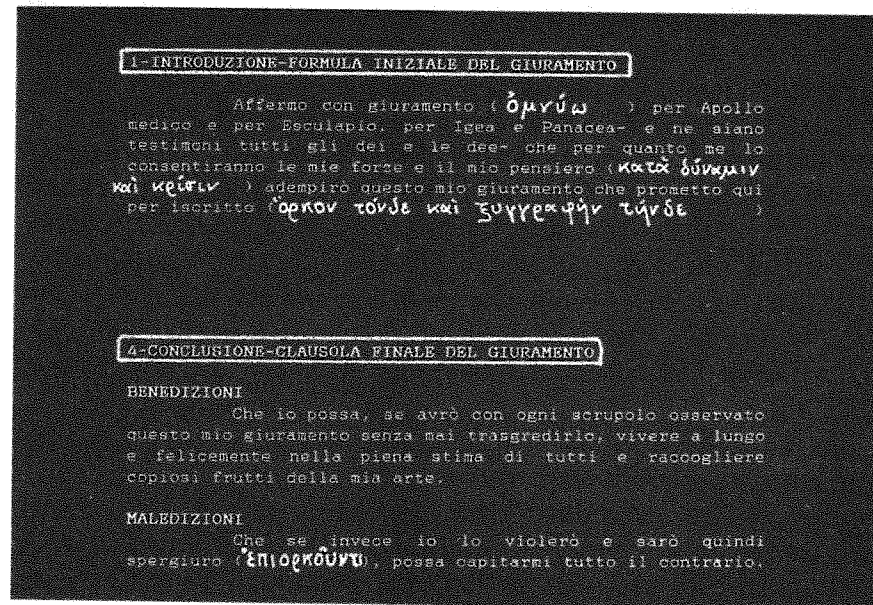 1-INTRODUZIONE-FORMULA INIZIALE DEL GIURAMENTO
Affermo con giuramento ( ὀμνύω ) per Apollo
medico e per Esculapio, per Igea e Panacea- e ne siano
testimoni tutti gli dei e le dee- che per quanto me lo
consentiranno le mie forze e il mio pensiero (κατὰ δύναμιν
καὶ κρίσιν ) adempirò questo mio giuramento che prometto qui
per iscritto (ὅρκον τόνδε καὶ ξυγγραφὴν τήνδε )
4-CONCLUSIONE-CLAUSOLA FINALE DEL GIURAMENTO
BENEDIZIONI
Che io possa, se avrò con ogni scrupolo osservato
questo mio giuramento senza mai trasgredirlo, vivere a lungo
e felicemente nella piena stima di tutti e raccogliere
copiosi frutti della mia arte.
MALEDIZIONI
Che se invece io lo violerò e sarò quindi
spergiuro (ἐπιορκοῦντι), possa capitarmi tutto il contrario.